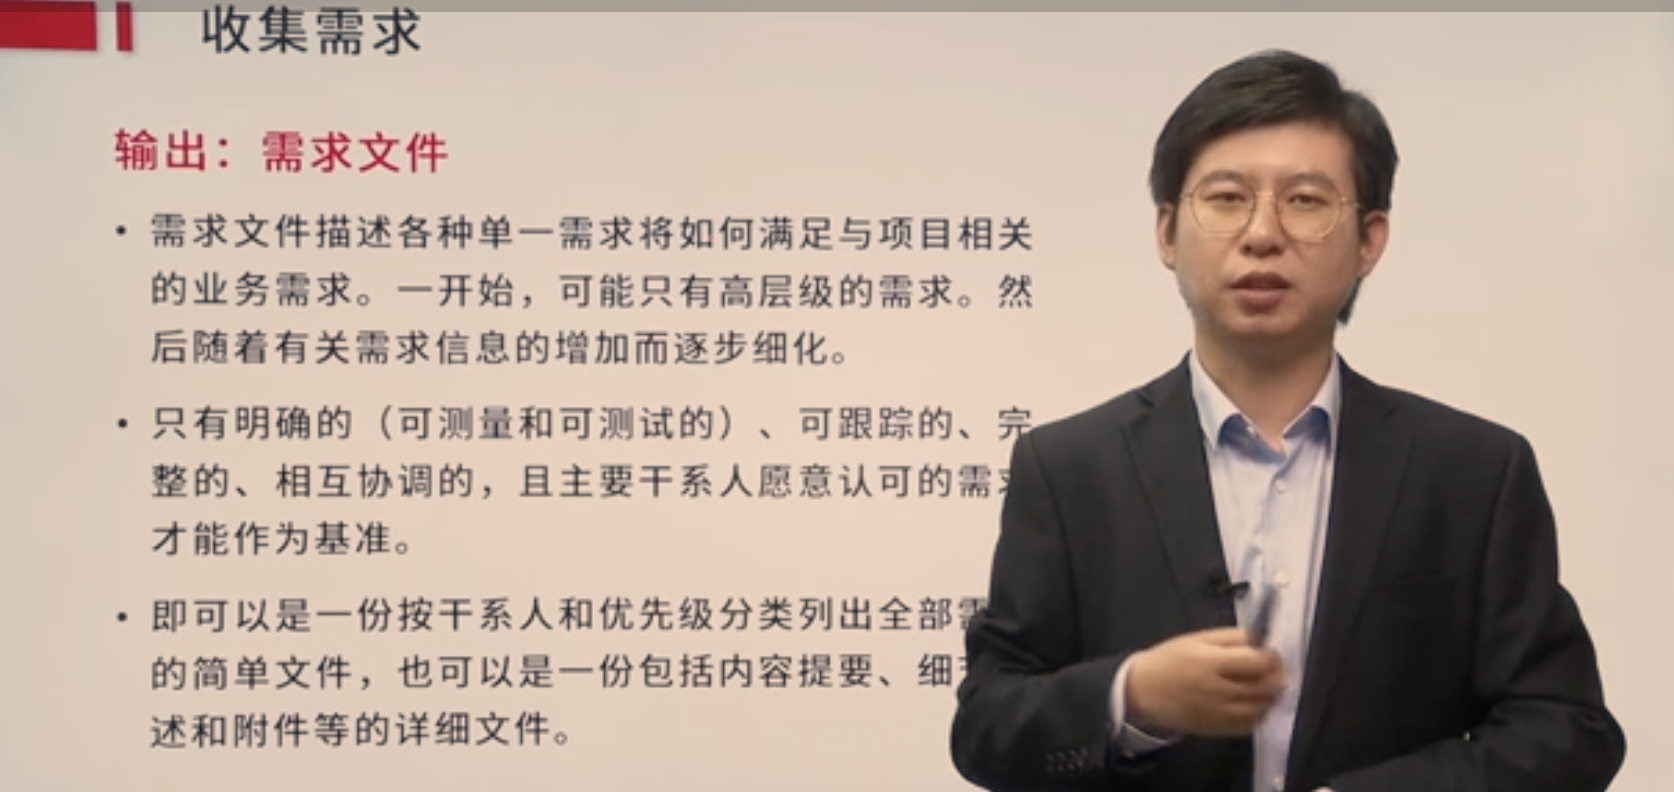 收集需求
输出：需求文件
• 需求文件描述各种单一需求将如何满足与项目相关
的业务需求。一开始，可能只有高层级的需求。然
后随着有关需求信息的增加而逐步细化。
• 只有明确的（可测量和可测试的）、可跟踪的、完
整的、相互协调的，且主要干系人愿意认可的需
才能作为基准。
• 即可以是一份按干系人和优先级分类列出全部需
的简单文件，也可以是一份包括内容提要、细
述和附件等的详细文件。